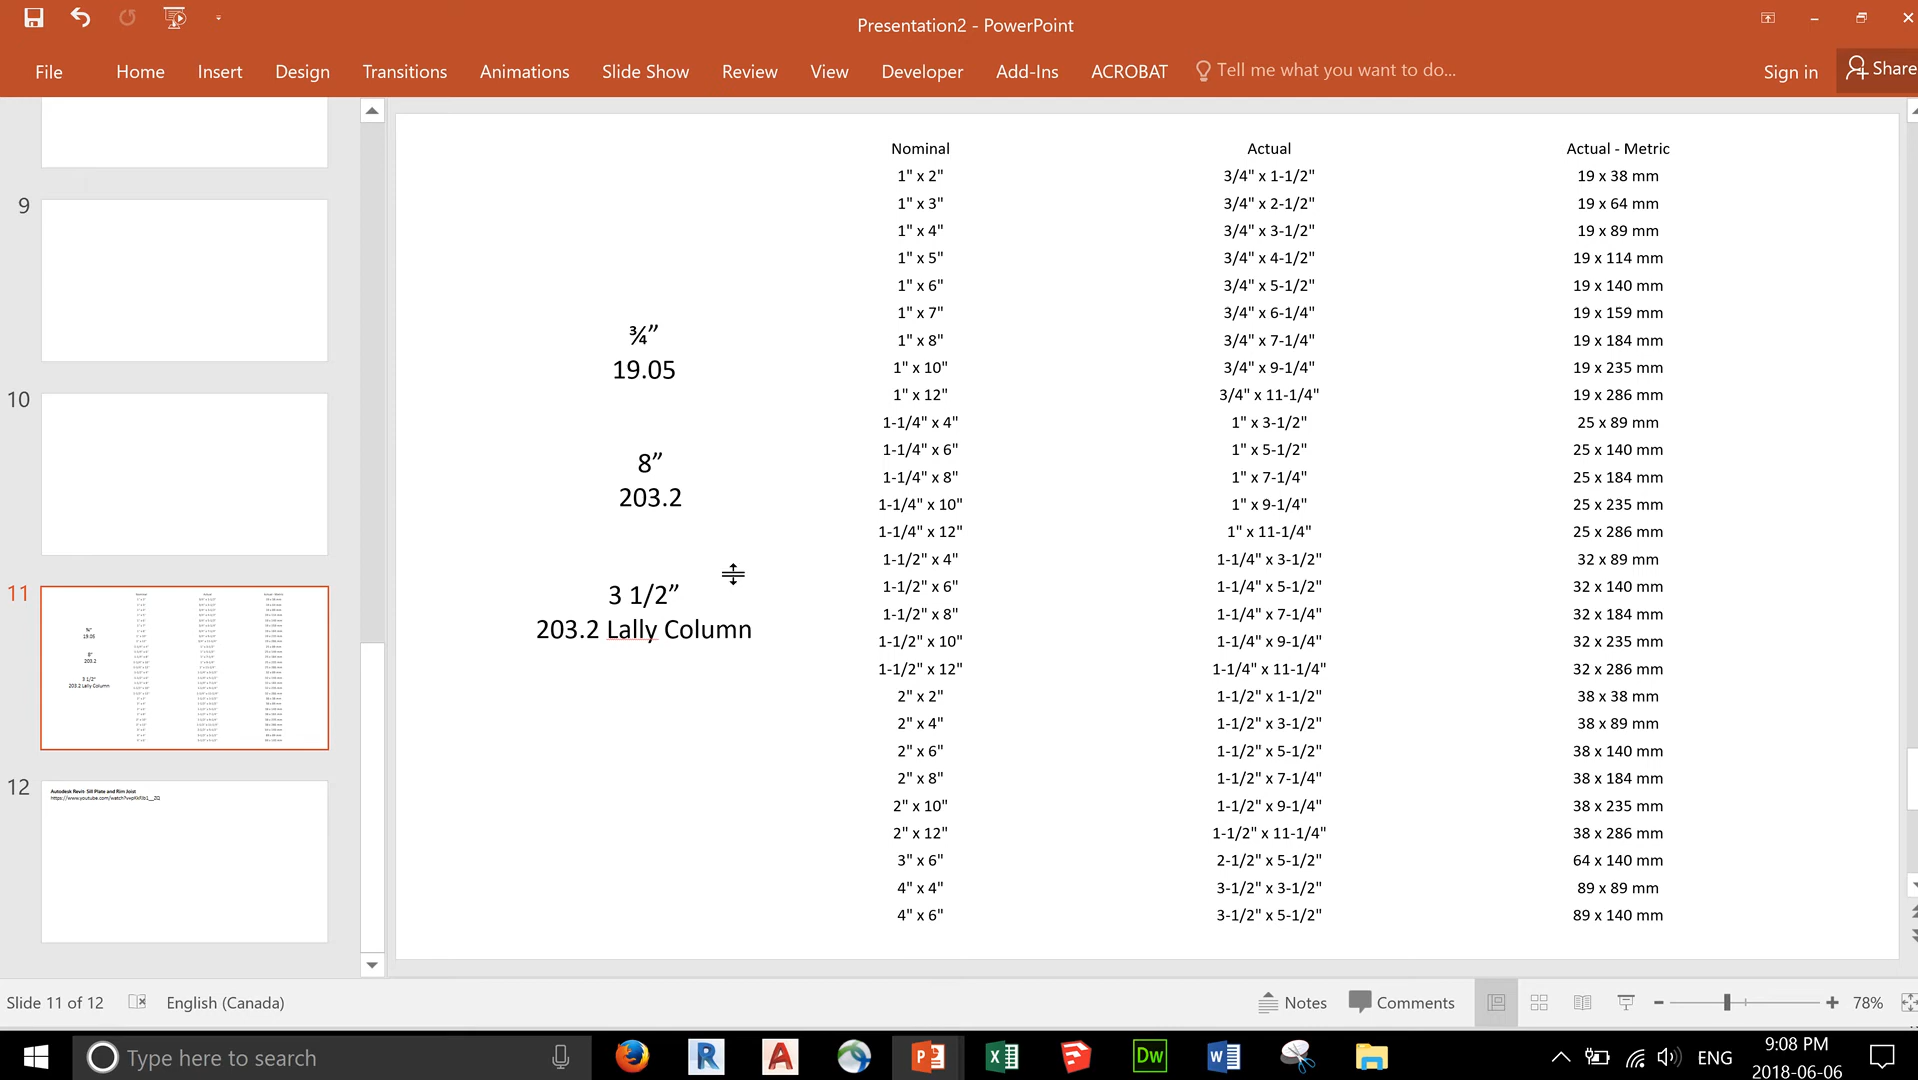 Presentation2 - PowerPoint
File Home Insert Design Transitions Animations Slide Show Review View Developer Add-Ins ACROBAT Tell me what you want to do... Sign in Share
9
10
11
12
Autodesk Revit Sill Plate and Rim Joist
¾”
19.05
8”
203.2
3 1/2”
203.2 Lally Column
Nominal Actual Actual - Metric
1" x 2" 3/4" x 1-1/2" 19 x 38 mm
1" x 3" 3/4" x 2-1/2" 19 x 64 mm
1" x 4" 3/4" x 3-1/2" 19 x 89 mm
1" x 5" 3/4" x 4-1/2" 19 x 114 mm
1" x 6" 3/4" x 5-1/2" 19 x 140 mm
1" x 7" 3/4" x 6-1/4" 19 x 159 mm
1" x 8" 3/4" x 7-1/4" 19 x 184 mm
1" x 10" 3/4" x 9-1/4" 19 x 235 mm
1" x 12" 3/4" x 11-1/4" 19 x 286 mm
1-1/4" x 4" 1" x 3-1/2" 25 x 89 mm
1-1/4" x 6" 1" x 5-1/2" 25 x 140 mm
1-1/4" x 8" 1" x 7-1/4" 25 x 184 mm
1-1/4" x 10" 1" x 9-1/4" 25 x 235 mm
1-1/4" x 12" 1" x 11-1/4" 25 x 286 mm
1-1/2" x 4" 1-1/4" x 3-1/2" 32 x 89 mm
1-1/2" x 6" 1-1/4" x 5-1/2" 32 x 140 mm
1-1/2" x 8" 1-1/4" x 7-1/4" 32 x 184 mm
1-1/2" x 10" 1-1/4" x 9-1/4" 32 x 235 mm
1-1/2" x 12" 1-1/4" x 11-1/4" 32 x 286 mm
2" x 2" 1-1/2" x 1-1/2" 38 x 38 mm
2" x 4" 1-1/2" x 3-1/2" 38 x 89 mm
2" x 6" 1-1/2" x 5-1/2" 38 x 140 mm
2" x 8" 1-1/2" x 7-1/4" 38 x 184 mm
2" x 10" 1-1/2" x 9-1/4" 38 x 235 mm
2" x 12" 1-1/2" x 11-1/4" 38 x 286 mm
3" x 6" 2-1/2" x 5-1/2" 64 x 140 mm
4" x 4" 3-1/2" x 3-1/2" 89 x 89 mm
4" x 6" 3-1/2" x 5-1/2" 89 x 140 mm
Slide 11 of 12 English (Canada) Notes Comments 78%
Type here to search
Dw
ENG
9:08 PM
2018-06-06